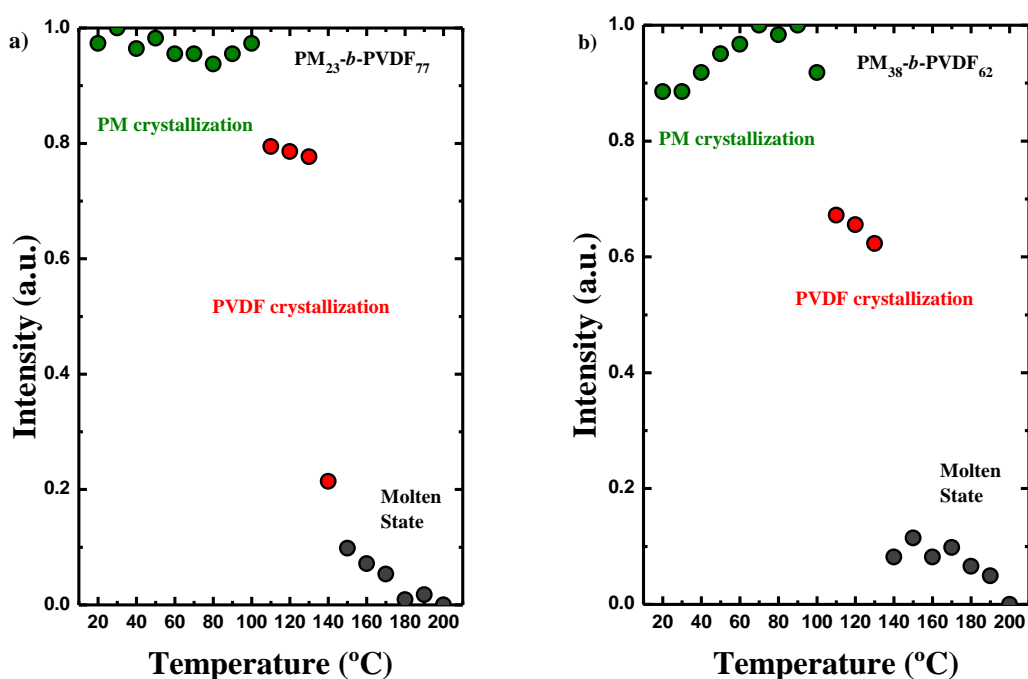 a)
PM23-b-PVDF77
PM crystallization
PVDF crystallization
Molten
State
Intensity (a.u.)
1.0
0.8
0.6
0.4
0.2
0.0
20 40 60 80 100 120 140 160 180 200
Temperature (ºC)
b)
PM38-b-PVDF62
PM crystallization
PVDF crystallization
Molten
State
Intensity (a.u.)
1.0
0.8
0.6
0.4
0.2
0.0
20 40 60 80 100 120 140 160 180 200
Temperature (ºC)